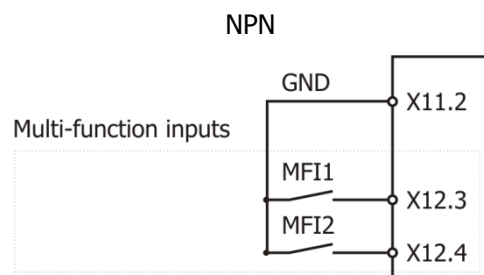 NPN
GND
X11.2
Multi-function inputs
MFI1
X12.3
MFI2
X12.4